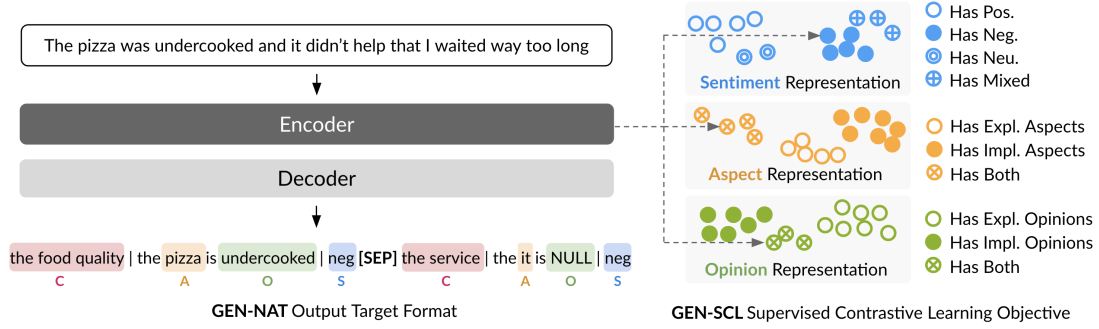 The pizza was undercooked and it didn't help that I waited way too long
Encoder
Decoder
the food quality | the pizza is undercooked | neg [SEP] the service | the it is NULL | neg
C A O S C A O S
GEN-NAT Output Target Format
Sentiment Representation
Has Pos.
Has Neg.
Has Neu.
Has Mixed
Aspect Representation
Has Expl. Aspects
Has Impl. Aspects
Has Both
Opinion Representation
Has Expl. Opinions
Has Impl. Opinions
Has Both
GEN-SCL Supervised Contrastive Learning Objective